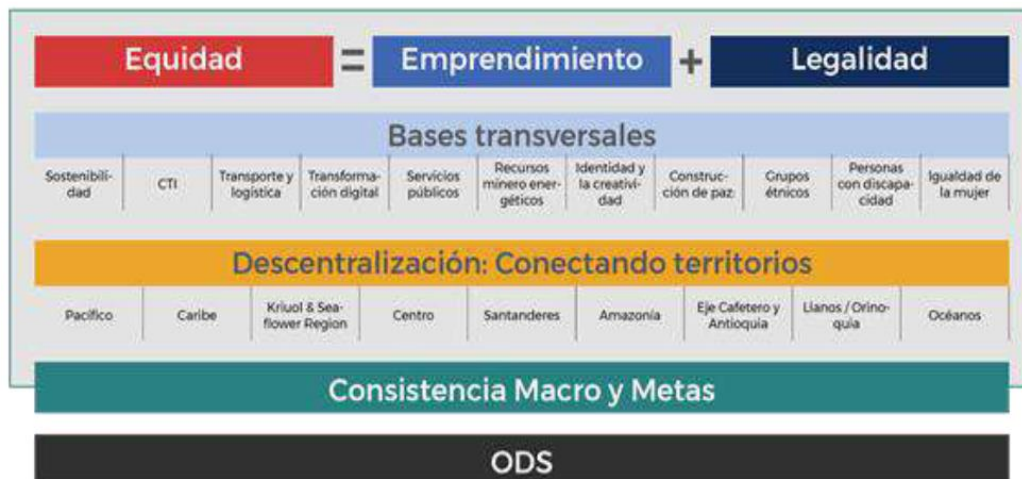 Equidad = Emprendimiento + Legalidad
Bases transversales
Sostenibili-
dad
CTI
Transporte y
logística
Transforma-
ción digital
Servicios
públicos
Recursos
minero ener-
géticos
Identidad y
la creativi-
dad
Construc-
ción de paz
Grupos
étnicos
Personas
con discapa-
cidad
Igualdad de
la mujer
Descentralización: Conectando territorios
Pacífico
Caribe
Kriuol & Sea-
flower Region
Centro
Santanderes
Amazonía
Eje Cafetero y
Antioquia
Llanos / Orino-
quia
Océanos
Consistencia Macro y Metas
ODS